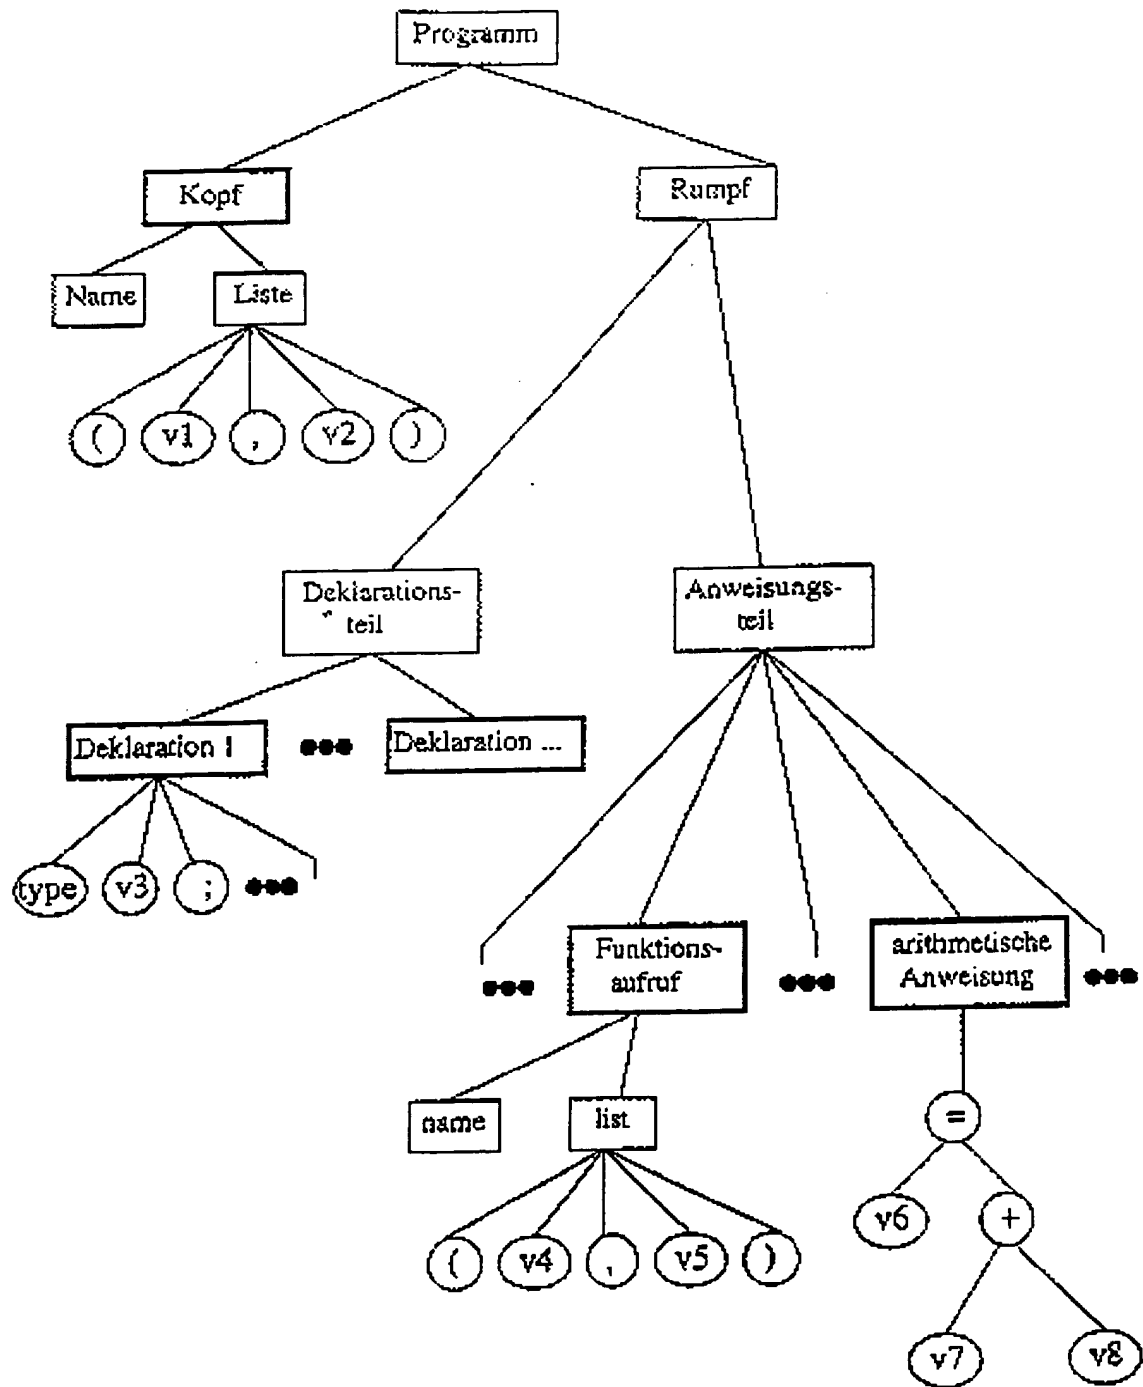 Programm
Kopf
Rumpf
Name
Liste
(
v1
,
v2
)
Deklarations-
teil
Anweisungs-
teil
Deklaration 1
Deklaration ...
type
v3
;
Funktions-
aufruf
arithmetische
Anweisung
name
list
=
v6
+
(
v4
,
v5
)
v7
v8